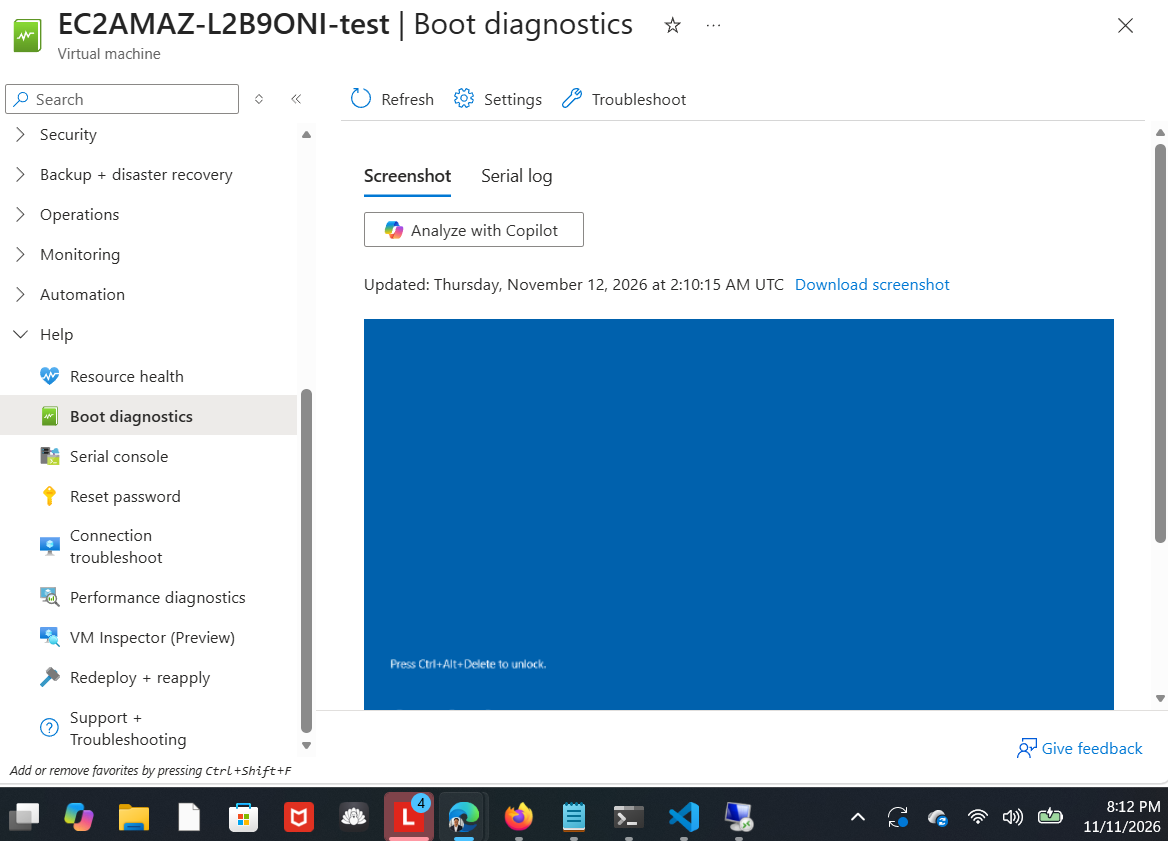 EC2AMAZ-L2B9ONI-test | Boot diagnostics
Virtual machine
Search
Refresh
Settings
Troubleshoot
Security
Backup + disaster recovery
Operations
Monitoring
Automation
Help
Resource health
Boot diagnostics
Serial console
Reset password
Connection
troubleshoot
Performance diagnostics
VM Inspector (Preview)
Redeploy + reapply
Support +
Troubleshooting
Add or remove favorites by pressing Ctrl+Shift+F
Screenshot
Serial log
Analyze with Copilot
Updated: Thursday, November 12, 2026 at 2:10:15 AM UTC
Download screenshot
Press Ctrl+Alt+Delete to unlock.
Give feedback
L
4
8:12 PM
11/11/2026